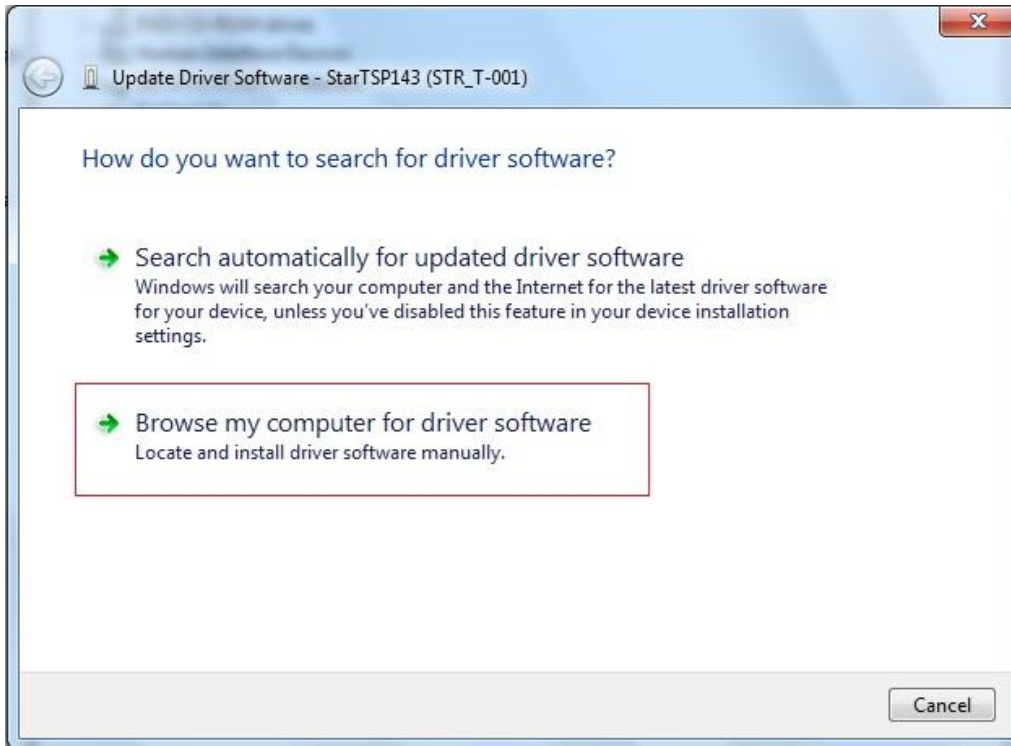 Update Driver Software - StarTSP143 (STR_T-001)
How do you want to search for driver software?
Search automatically for updated driver software
Windows will search your computer and the Internet for the latest driver software
for your device, unless you've disabled this feature in your device installation
settings.
Browse my computer for driver software
Locate and install driver software manually.
Cancel